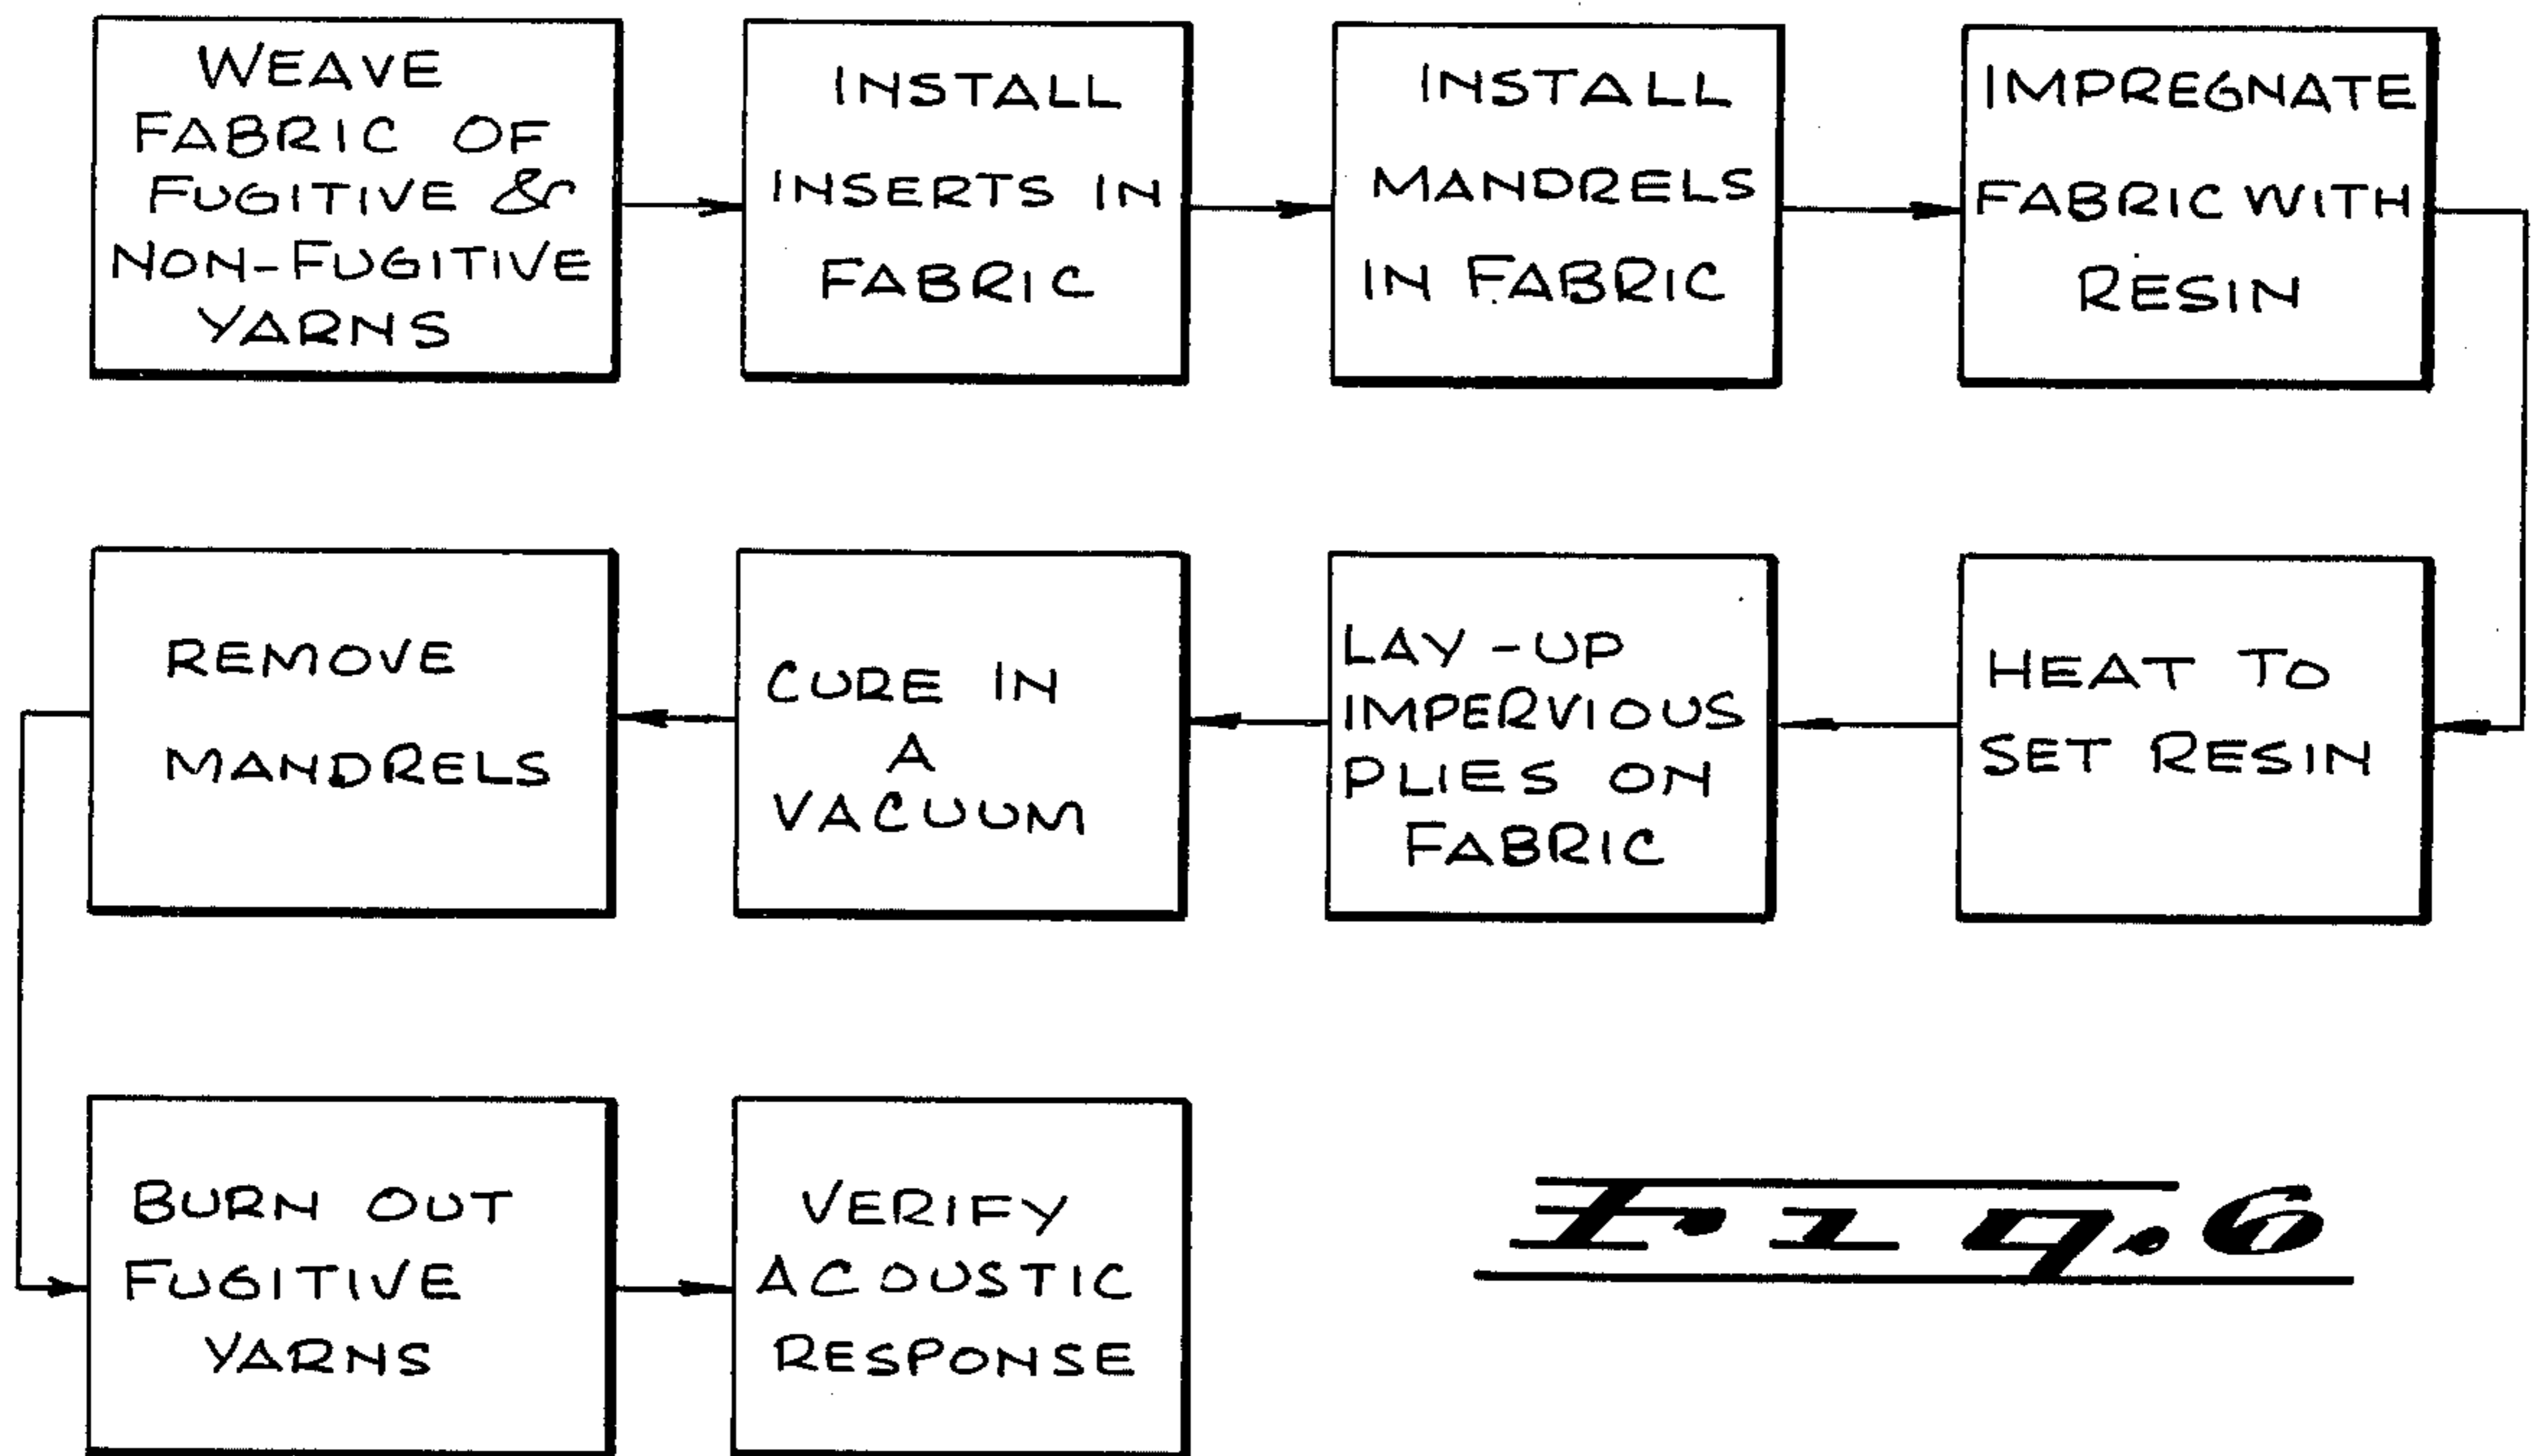 WEAVE
FABRIC OF
FUGITIVE &
NON-FUGITIVE
YARNS
INSTALL
INSERTS IN
FABRIC
INSTALL
MANDRELS
IN FABRIC
IMPREGNATE
FABRIC WITH
RESIN
HEAT TO
SET RESIN
LAY-UP
IMPERVIOUS
PLIES ON
FABRIC
CURE IN
A
VACUUM
REMOVE
MANDRELS
BURN OUT
FUGITIVE
YARNS
VERIFY
ACOUSTIC
RESPONSE
Fig. 6